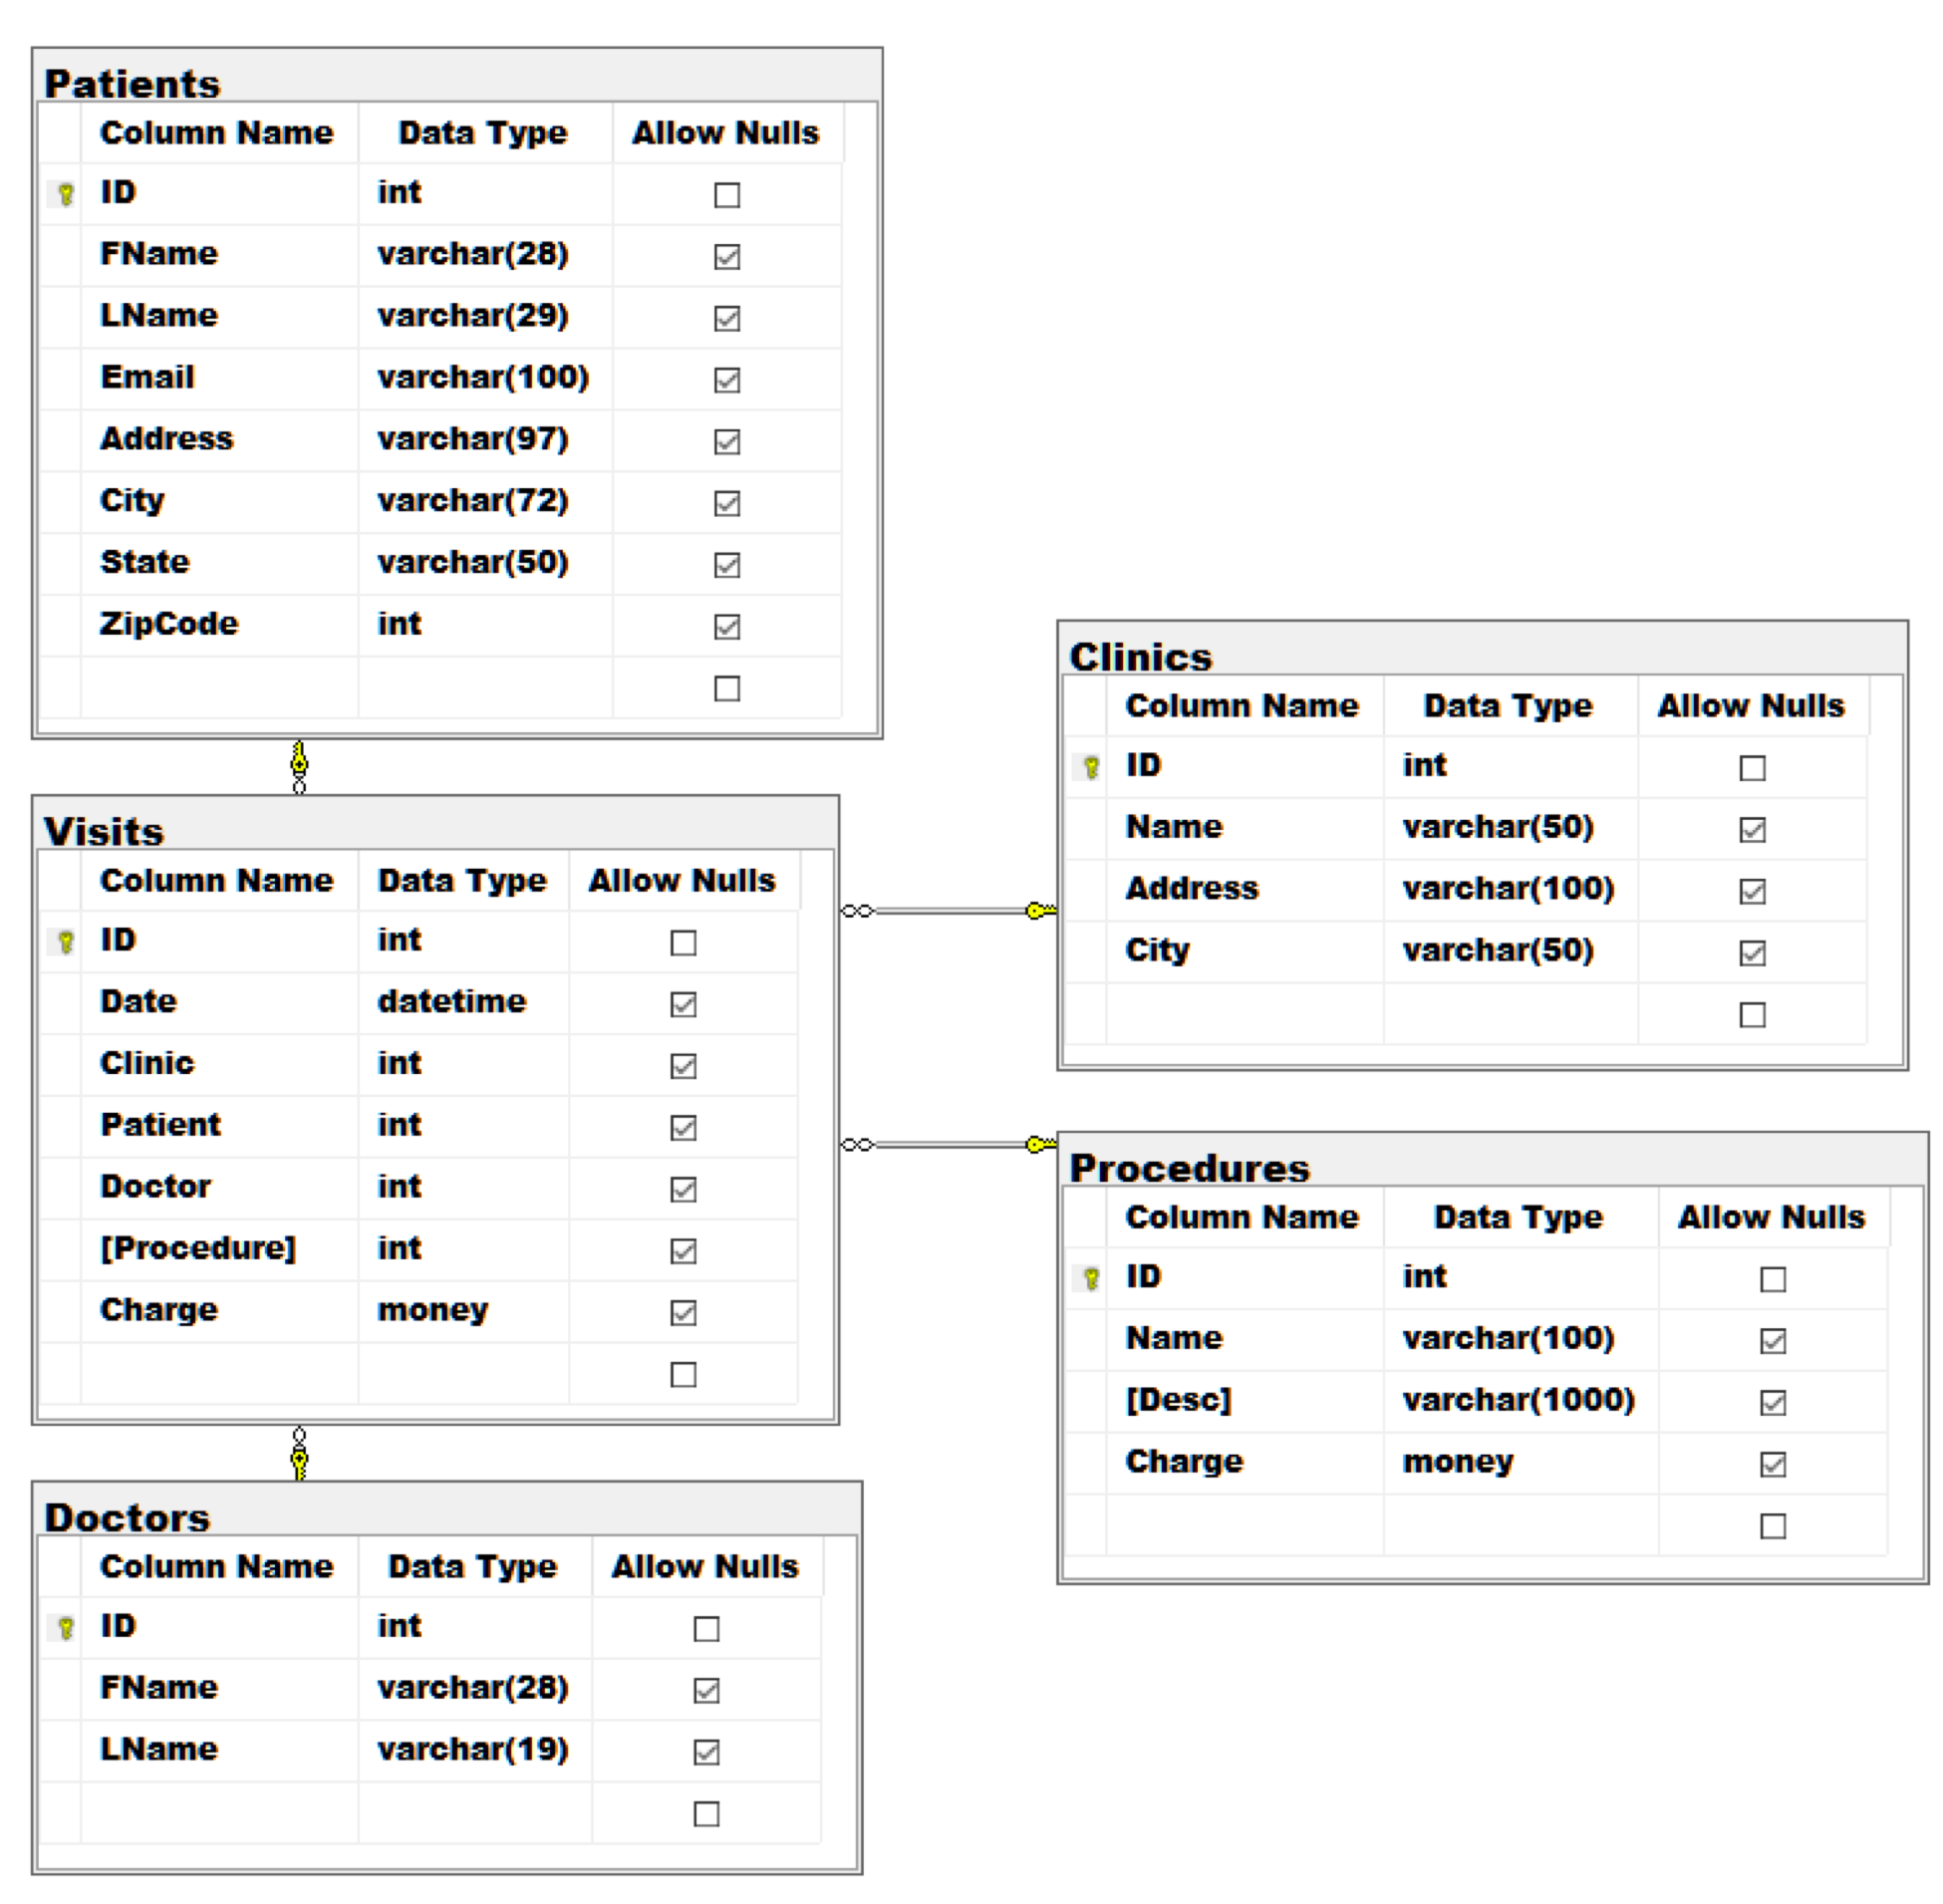 Patients
Column Name Data Type Allow Nulls
ID int
FName varchar(28)
LName varchar(29)
Email varchar(100)
Address varchar(97)
City varchar(72)
State varchar(50)
ZipCode int
Visits
Column Name Data Type Allow Nulls
ID int
Date datetime
Clinic int
Patient int
Doctor int
[Procedure] int
Charge money
Doctors
Column Name Data Type Allow Nulls
ID int
FName varchar(28)
LName varchar(19)
Clinics
Column Name Data Type Allow Nulls
ID int
Name varchar(50)
Address varchar(100)
City varchar(50)
Procedures
Column Name Data Type Allow Nulls
ID int
Name varchar(100)
[Desc] varchar(1000)
Charge money